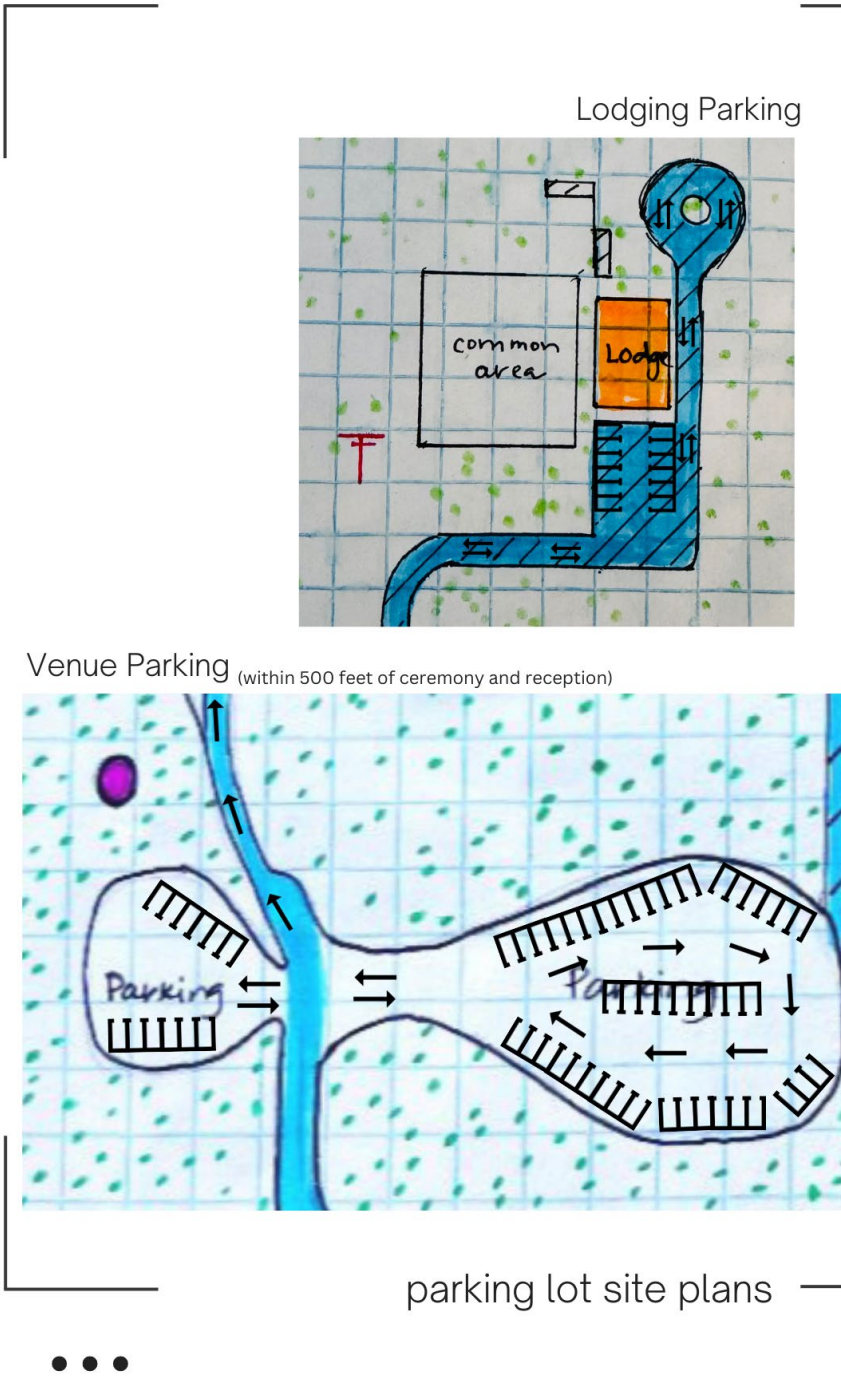 Lodging Parking
common
area
Lodge
Venue Parking (within 500 feet of ceremony and reception)
Parking
Parking
parking lot site plans